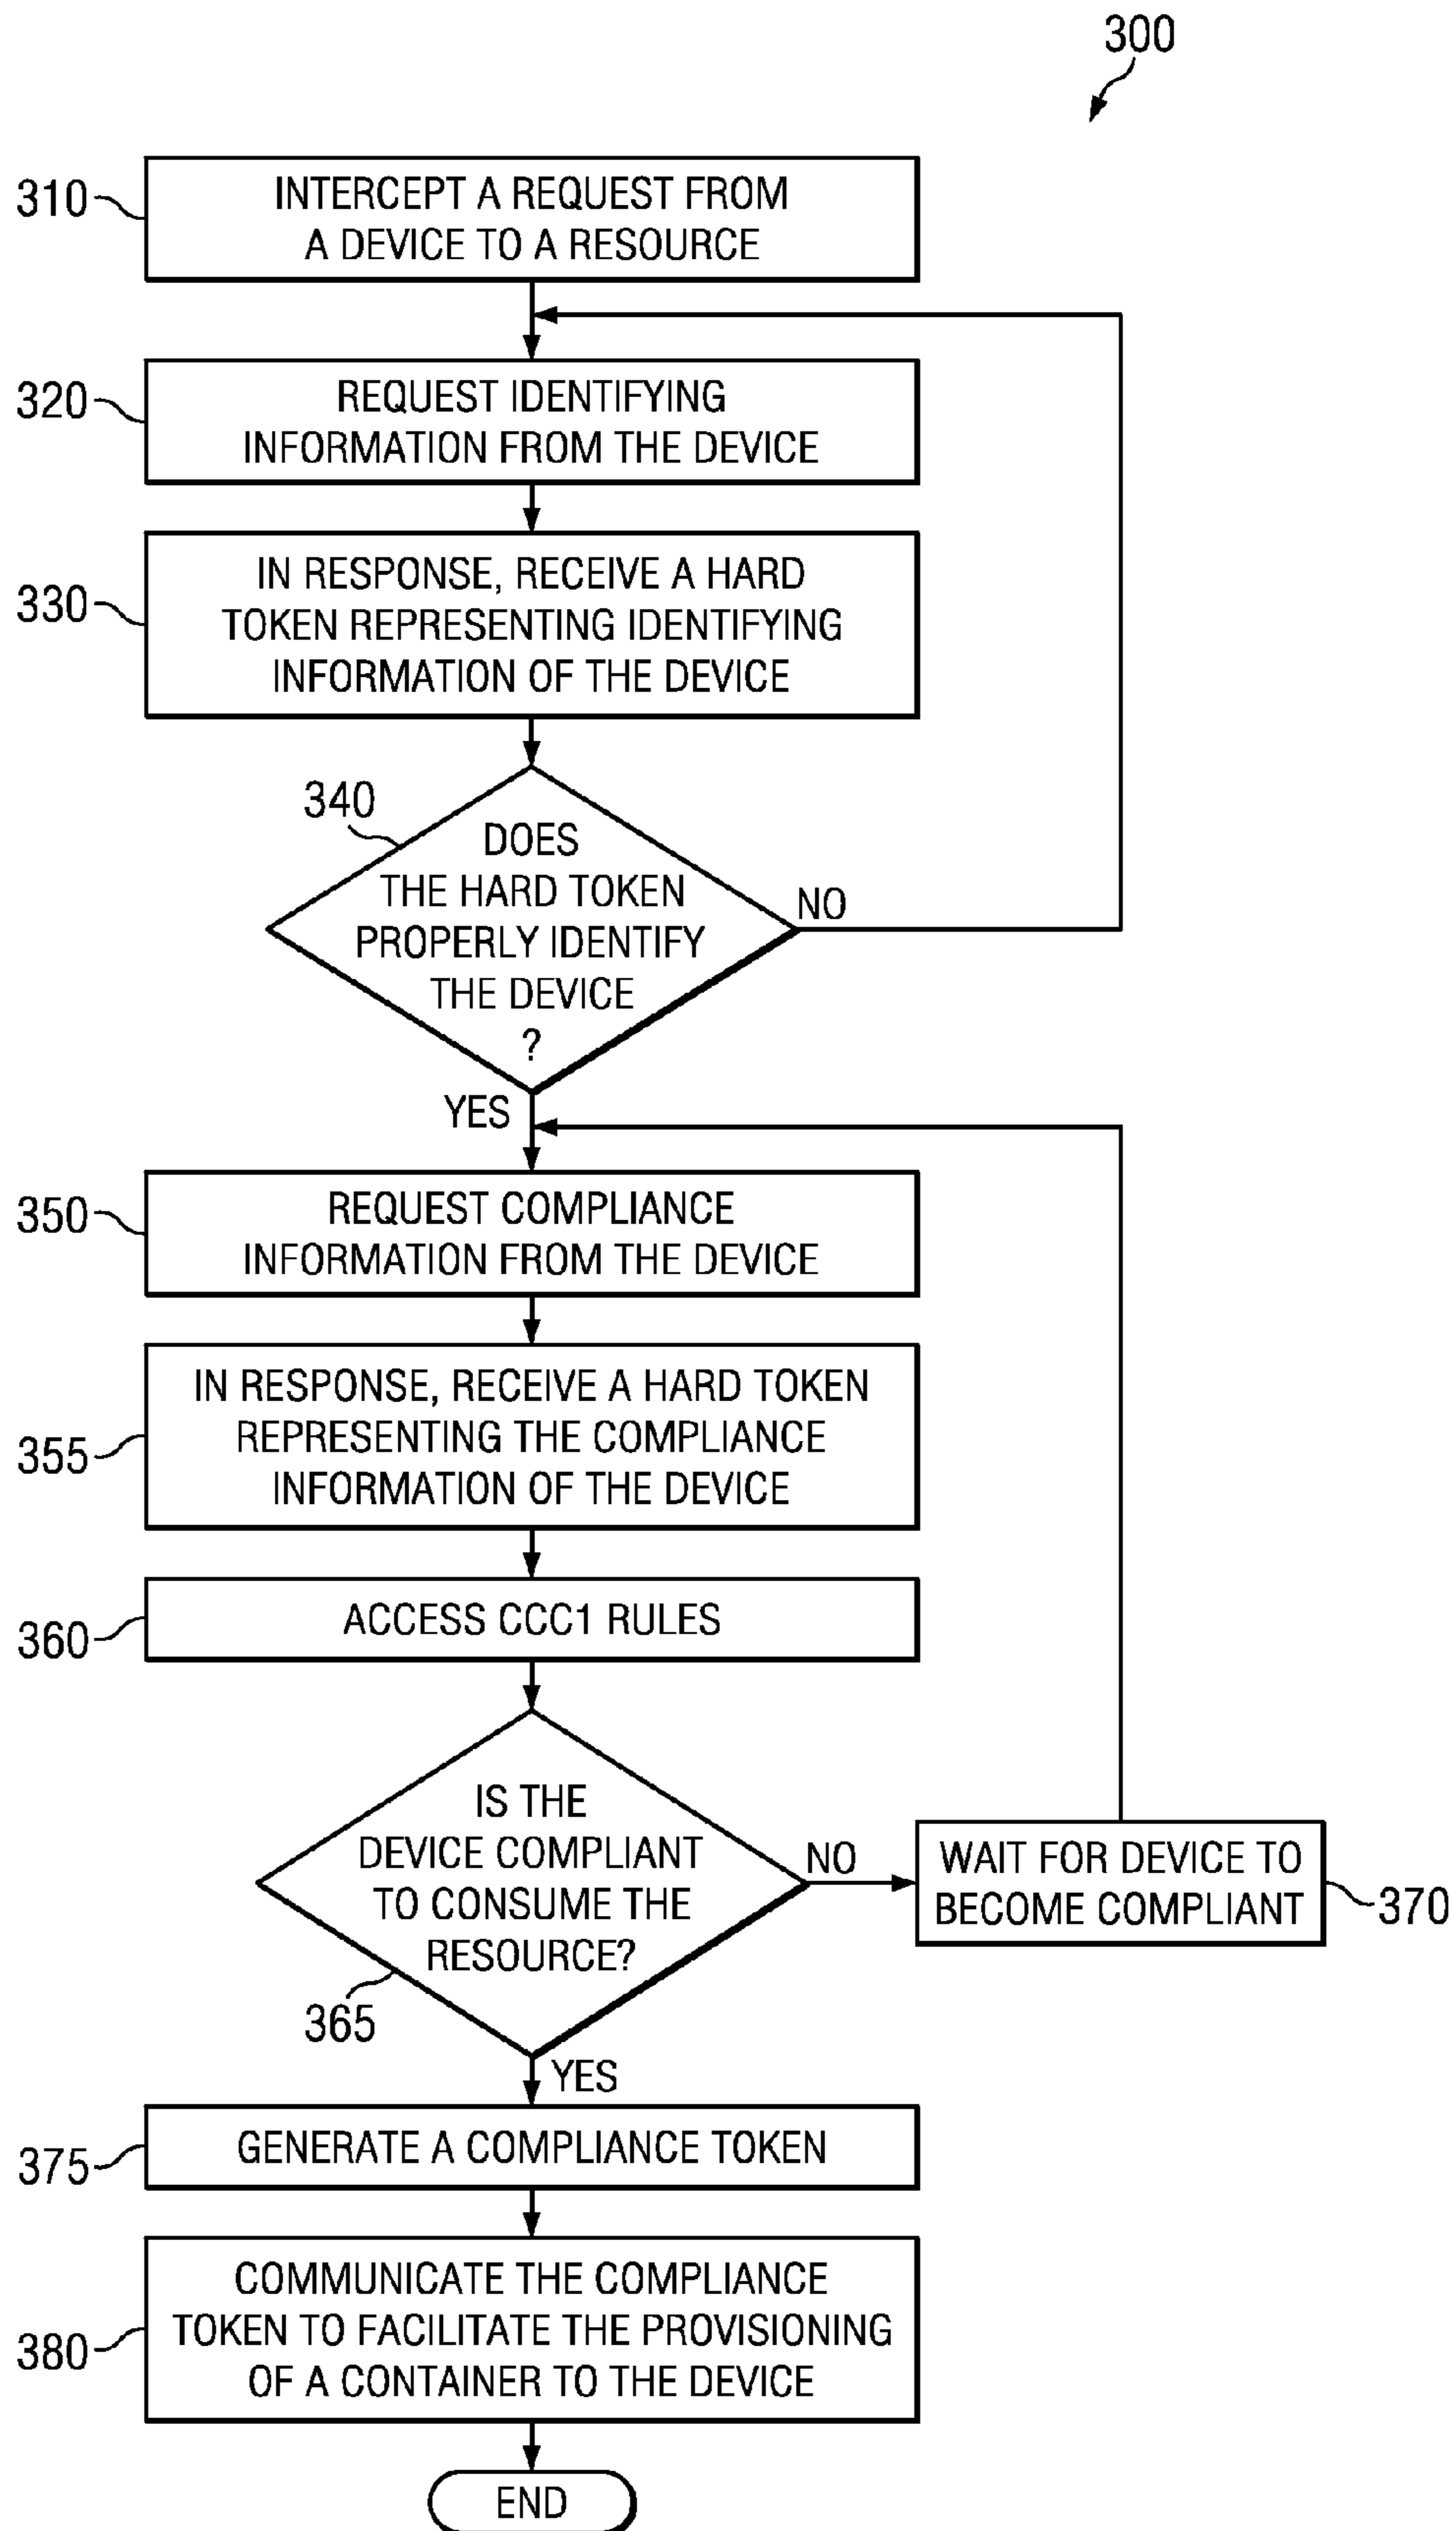 300
310
INTERCEPT A REQUEST FROM
A DEVICE TO A RESOURCE
320
REQUEST IDENTIFYING
INFORMATION FROM THE DEVICE
330
IN RESPONSE, RECEIVE A HARD
TOKEN REPRESENTING IDENTIFYING
INFORMATION OF THE DEVICE
340
DOES
THE HARD TOKEN
PROPERLY IDENTIFY
THE DEVICE
?
NO
YES
350
REQUEST COMPLIANCE
INFORMATION FROM THE DEVICE
355
IN RESPONSE, RECEIVE A HARD TOKEN
REPRESENTING THE COMPLIANCE
INFORMATION OF THE DEVICE
360
ACCESS CCC1 RULES
IS THE
DEVICE COMPLIANT
TO CONSUME THE
RESOURCE?
365
NO
WAIT FOR DEVICE TO
BECOME COMPLIANT
370
YES
375
GENERATE A COMPLIANCE TOKEN
380
COMMUNICATE THE COMPLIANCE
TOKEN TO FACILITATE THE PROVISIONING
OF A CONTAINER TO THE DEVICE
END